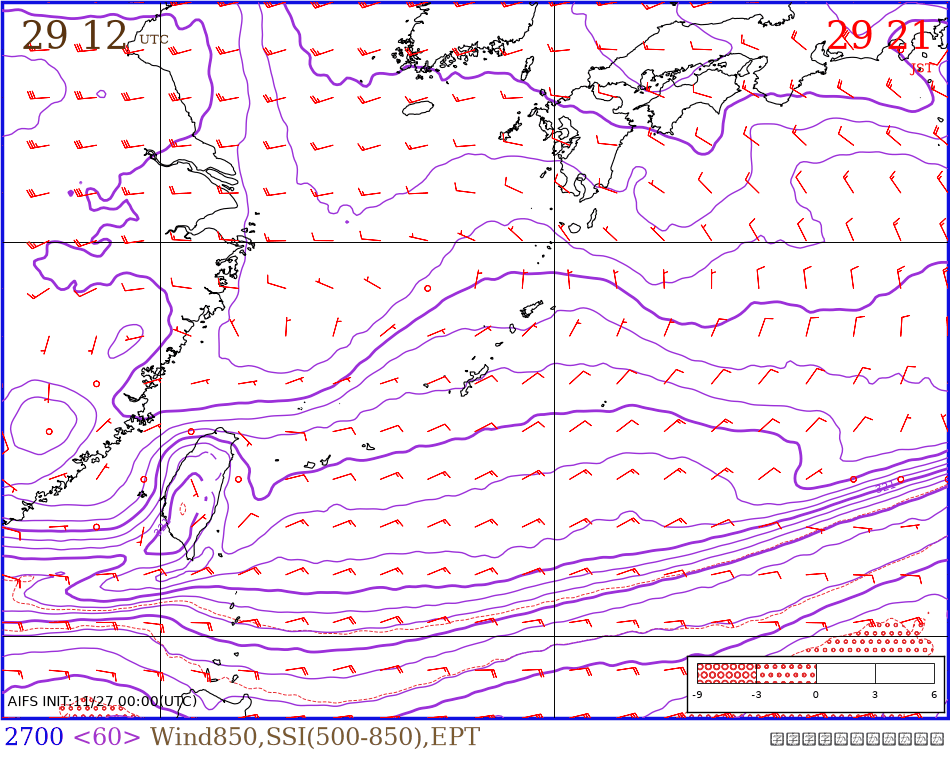 29 12 UTC
29 21
JST
321
AIFS INIT:11/27 00:00(UTC)
-9 -3 0 3 6
2700 <60> Wind850,SSI(500-850),EPT